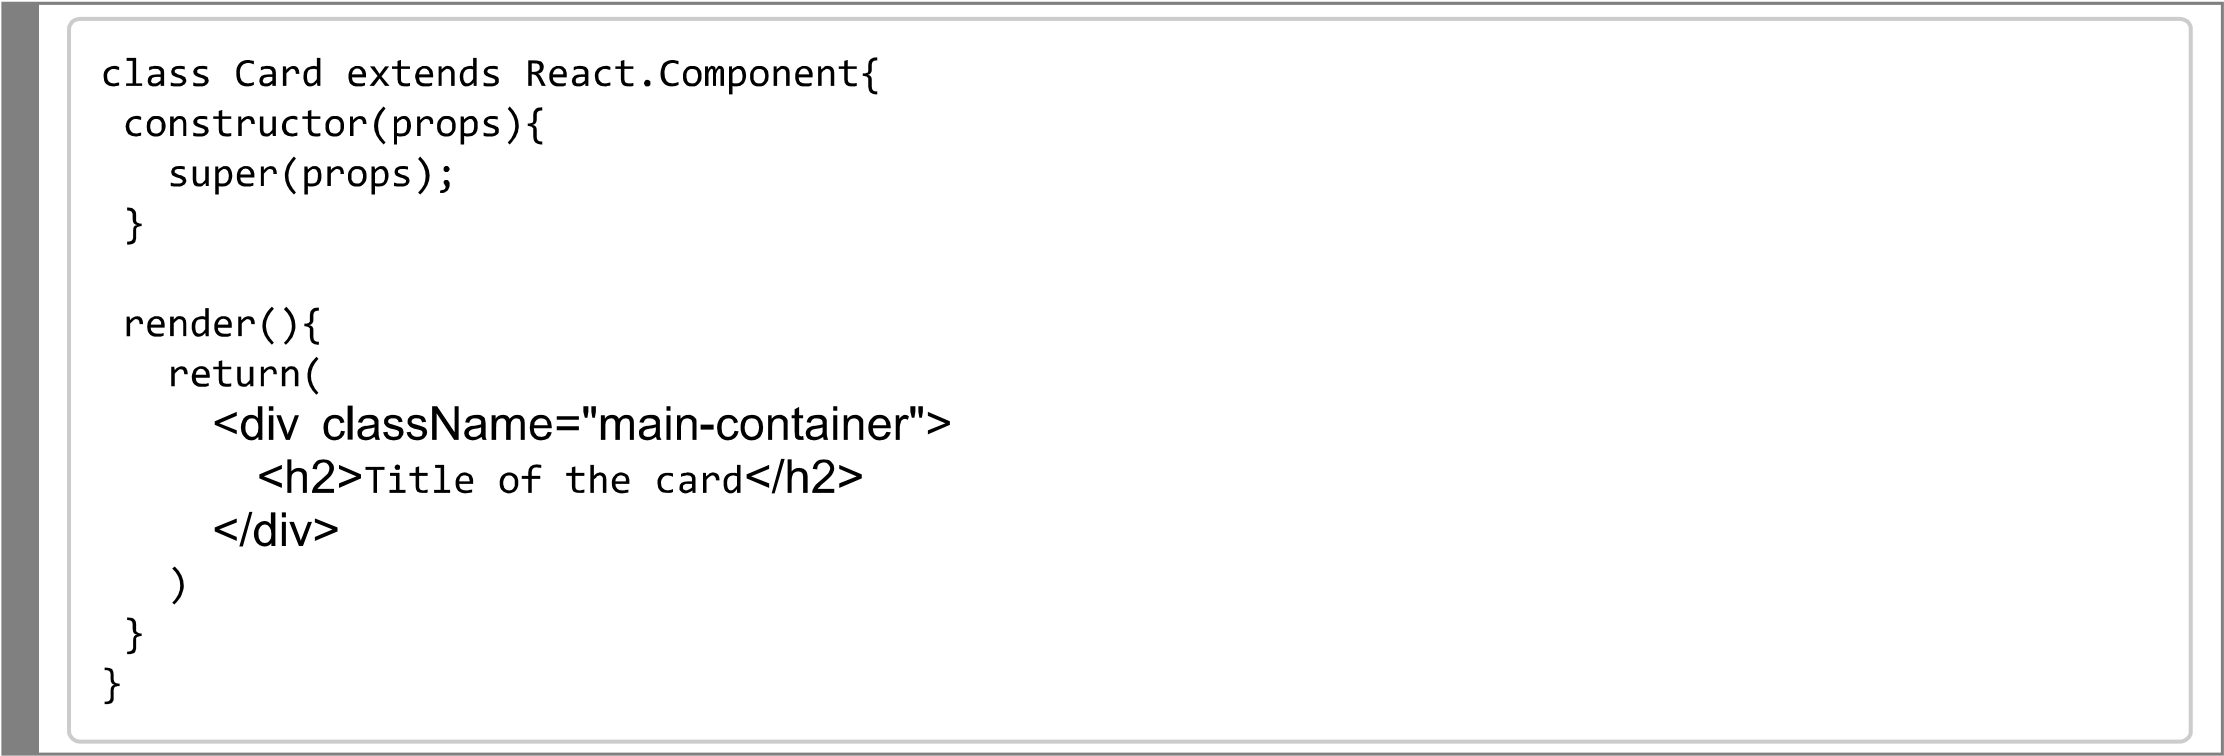 class Card extends React.Component{
 constructor(props){
   super(props);
 }

 render(){
   return(
     <div className="main-container">
       <h2>Title of the card</h2>
     </div>
   )
 }
}